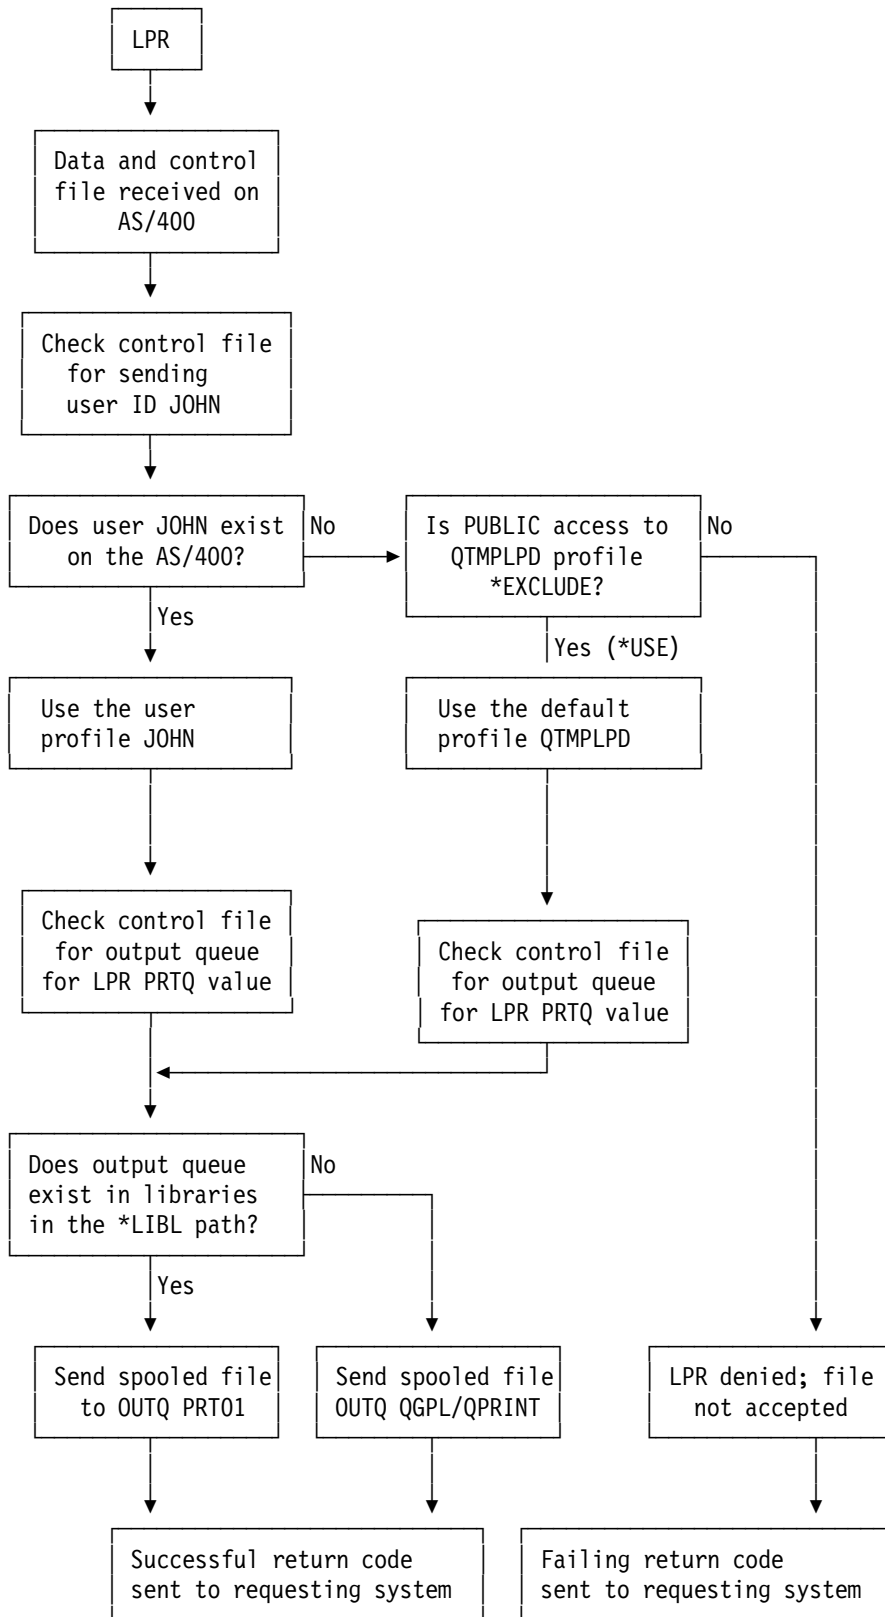 LPR
Data and control
file received on
AS/400
Check control file
for sending
user ID JOHN
Does user JOHN exist
on the AS/400?
No
Is PUBLIC access to
QTMPLPD profile
*EXCLUDE?
No
Yes
Yes (*USE)
Use the user
profile JOHN
Use the default
profile QTMPLPD
Check control file
for output queue
for LPR PRTQ value
Check control file
for output queue
for LPR PRTQ value
Does output queue
exist in libraries
in the *LIBL path?
No
Yes
Send spooled file
to OUTQ PRT01
Send spooled file
OUTQ QGPL/QPRINT
LPR denied; file
not accepted
Successful return code
sent to requesting system
Failing return code
sent to requesting system